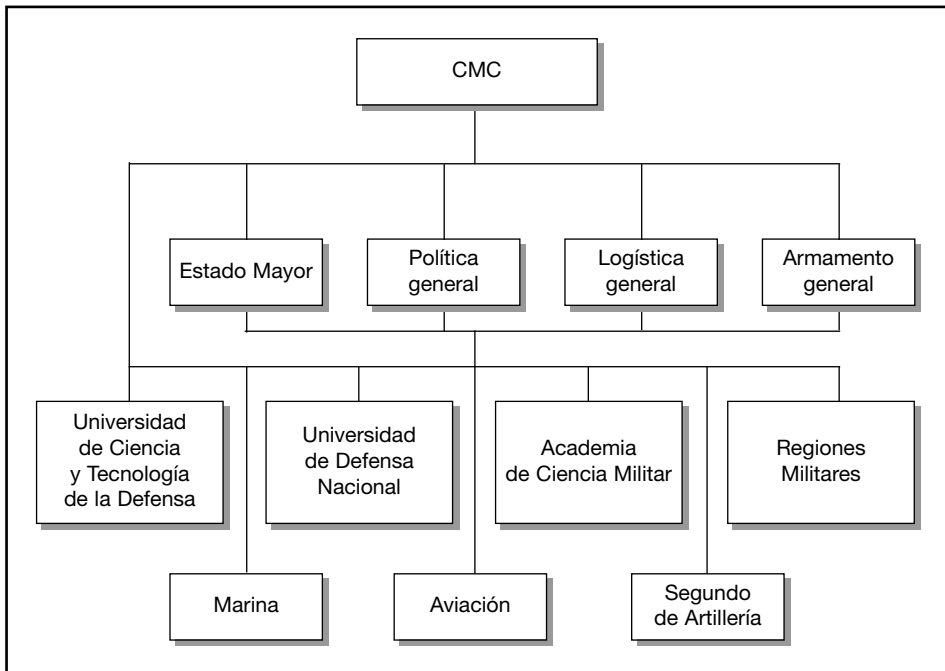 CMC
Estado Mayor
Política
general
Logística
general
Armamento
general
Universidad
de Ciencia
y Tecnología
de la Defensa
Universidad
de Defensa
Nacional
Academia
de Ciencia Militar
Regiones
Militares
Marina
Aviación
Segundo
de Artillería